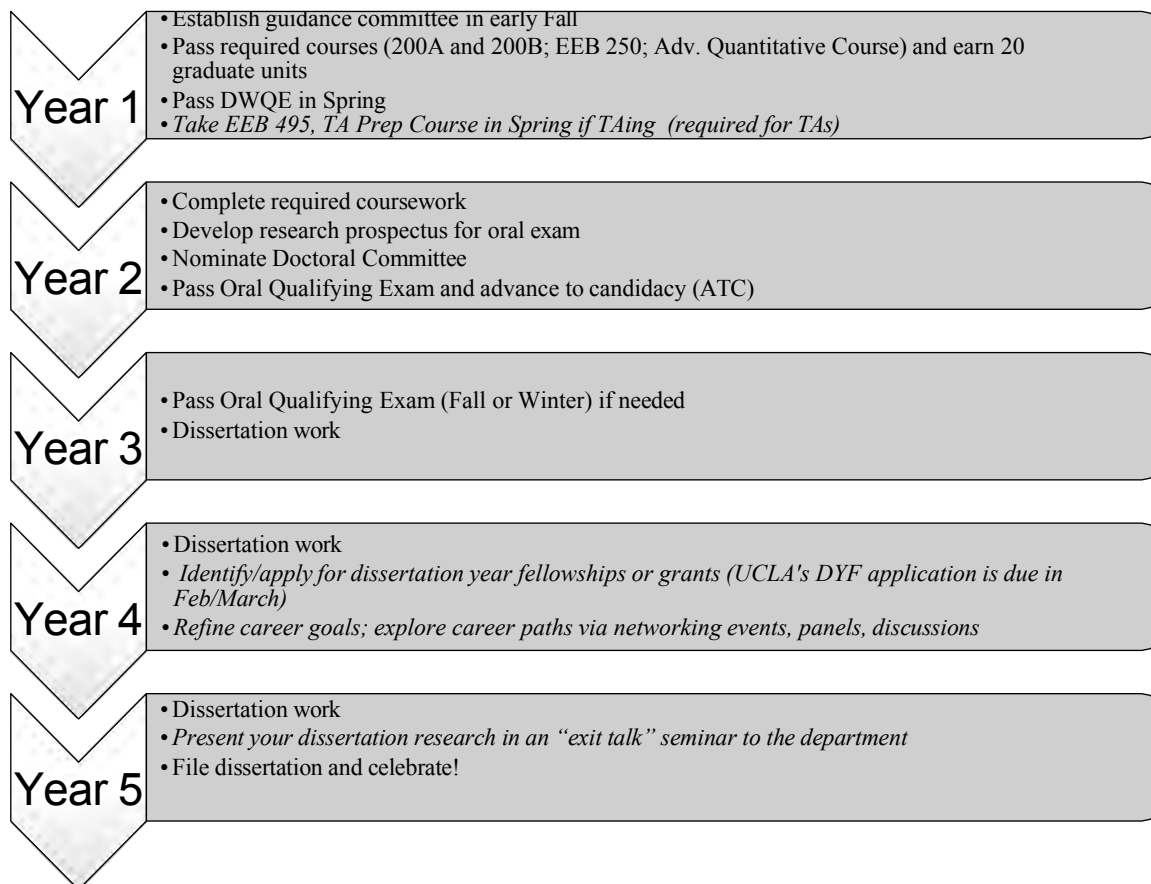 • Establish guidance committee in early Fall
• Pass required courses (200A and 200B; EEB 250; Adv. Quantitative Course) and earn 20
graduate units
Year 1
• Pass DWQE in Spring
• Take EEB 495, TA Prep Course in Spring if TAing (required for TAs)
• Complete required coursework
• Develop research prospectus for oral exam
Year 2
• Nominate Doctoral Committee
• Pass Oral Qualifying Exam and advance to candidacy (ATC)
• Pass Oral Qualifying Exam (Fall or Winter) if needed
Year 3
• Dissertation work
• Dissertation work
• Identify/apply for dissertation year fellowships or grants (UCLA's DYF application is due in
Feb/March)
Year 4
• Refine career goals; explore career paths via networking events, panels, discussions
• Dissertation work
• Present your dissertation research in an “exit talk” seminar to the department
Year 5
• File dissertation and celebrate!